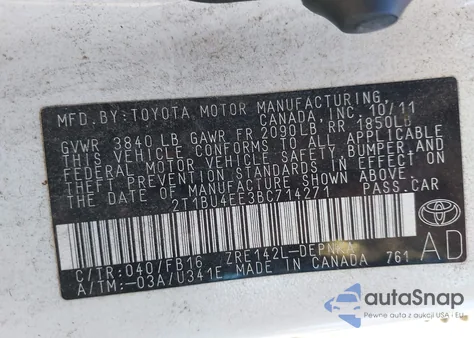 MFD.BY:TOYOTA MOTOR MANUFACTURING
CANADA, INC. 10/11
GVWR 3840 LB GAWR FR 2090LB RR 1850LB
THIS VEHICLE CONFORMS TO ALL APPLICABLE
FEDERAL MOTOR VEHICLE SAFETY, BUMPER, AND
THEFT PREVENTION STANDARDS IN EFFECT ON
THE DATE OF MANUFACTURE SHOWN ABOVE.
2T1BU4EE3BC714271 PASS.CAR
C/TR:040/FB16 ZRE142L-DEPNKA
A/TM:-03A/U341E MADE IN CANADA 761
TOYOTA
AD
autoSnap
Pewne auta z aukcji USA i EU